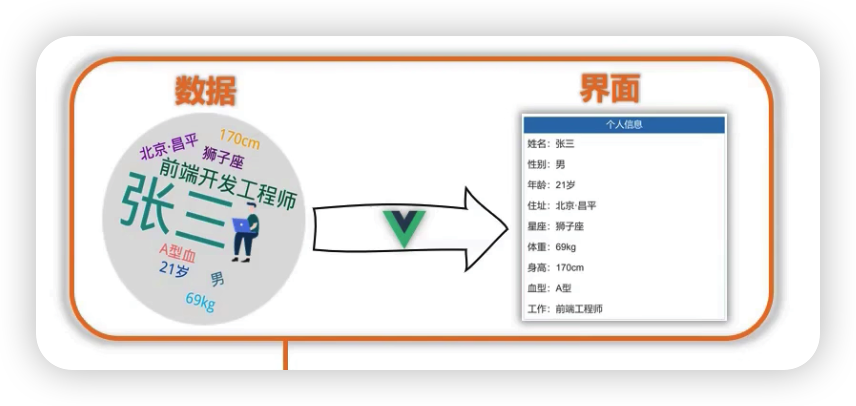 数据
北京·昌平
170cm
狮子座
前端开发工程师
张三
A型血
21岁
男
69kg
界面
个人信息
姓名：张三
性别：男
年龄：21岁
住址：北京·昌平
星座：狮子座
体重：69kg
身高：170cm
血型：A型
工作：前端工程师